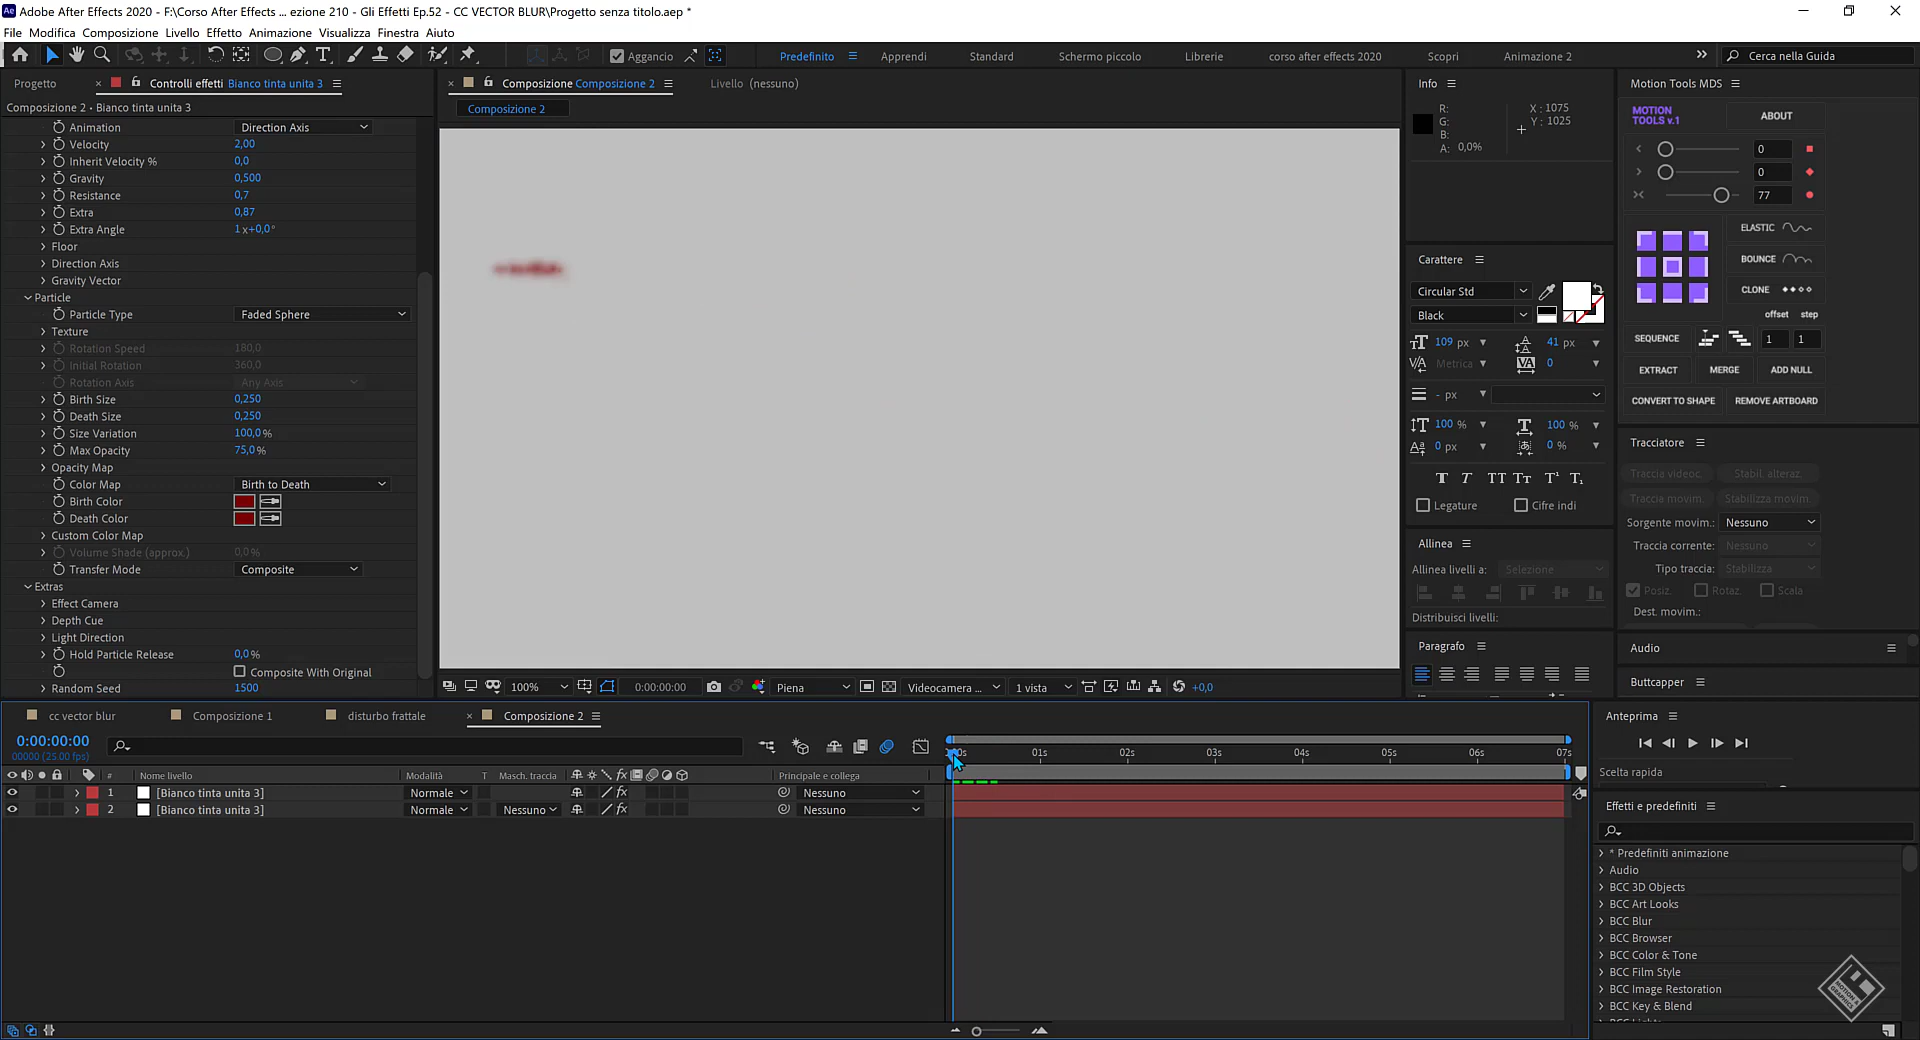 Adobe After Effects 2020 - F:\Corso After Effects ... ezione 210 - Gli Effetti Ep.52 - CC VECTOR BLUR\Progetto senza titolo.aep *
File Modifica Composizione Livello Effetto Animazione Visualizza Finestra Aiuto
Aggancio Predefinito Apprendi Standard Schermo piccolo Librerie corso after effects 2020 Scopri Animazione 2 Cerca nella Guida
Progetto Controlli effetti Bianco tinta unita 3
Composizione 2 • Bianco tinta unita 3
Animation Direction Axis
Velocity 2,00
Inherit Velocity % 0,0
Gravity 0,500
Resistance 0,7
Extra 0,87
Extra Angle 1 x+0,0°
Floor
Direction Axis
Gravity Vector
Particle
Particle Type Faded Sphere
Texture
Rotation Speed 180,0
Initial Rotation 360,0
Rotation Axis Any Axis
Birth Size 0,250
Death Size 0,250
Size Variation 100,0 %
Max Opacity 75,0 %
Opacity Map
Color Map Birth to Death
Birth Color
Death Color
Custom Color Map
Volume Shade (approx.) 0,0 %
Transfer Mode Composite
Extras
Effect Camera
Depth Cue
Light Direction
Hold Particle Release 0,0 %
Composite With Original
Random Seed 1500
Composizione Composizione 2 Livello (nessuno)
Composizione 2
100% 0:00:00:00 Piena Videocamera ... 1 vista +0,0
Info
R: X : 1075
G: Y : 1025
B:
A: 0,0%
Carattere
Circular Std
Black
109 px 41 px
Metrica 0
- px
100 % 100 %
0 px 0 %
T T TT Tt T¹ T₁
Legature Cifre indi
Allinea
Allinea livelli a: Selezione
Distribuisci livelli:
Paragrafo
Motion Tools MDS
MOTION TOOLS v.1 ABOUT
0
0
77
ELASTIC
BOUNCE
CLONE
offset step
SEQUENCE 1 1
EXTRACT MERGE ADD NULL
CONVERT TO SHAPE REMOVE ARTBOARD
Tracciatore
Traccia videoc. Stabil. alteraz.
Traccia movim. Stabilizza movim.
Sorgente movim.: Nessuno
Traccia corrente: Nessuno
Tipo traccia: Stabilizza
Posiz. Rotaz. Scala
Dest. movim.:
Audio
Buttcapper
cc vector blur Composizione 1 disturbo frattale Composizione 2
0:00:00:00
00000 (25.00 fps)
01s 02s 03s 04s 05s 06s 07s
# Nome livello Modalità T Masch. traccia Principale e collega
1 [Bianco tinta unita 3] Normale Nessuno
2 [Bianco tinta unita 3] Normale Nessuno Nessuno
Anteprima
Scelta rapida
Effetti e predefiniti
* Predefiniti animazione
Audio
BCC 3D Objects
BCC Art Looks
BCC Blur
BCC Browser
BCC Color & Tone
BCC Film Style
BCC Image Restoration
BCC Key & Blend